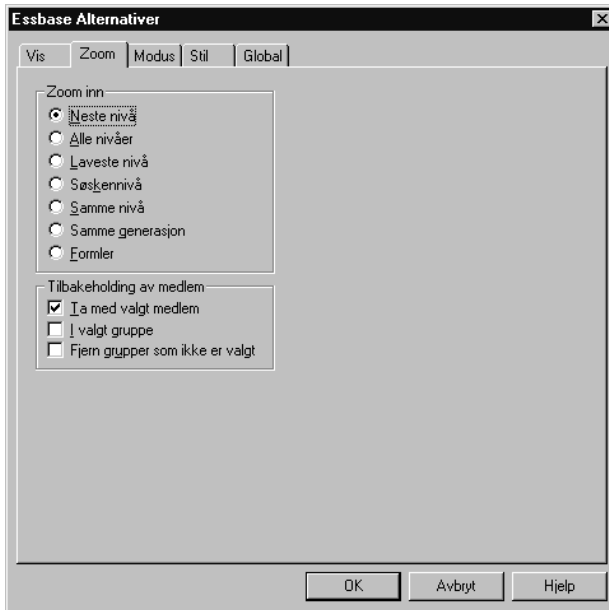 Essbase Alternativer
Vis Zoom Modus Stil Global
Zoom inn
Neste nivå
Alle nivåer
Laveste nivå
Søskennivå
Samme nivå
Samme generasjon
Formler
Tilbakeholding av medlem
Ta med valgt medlem
I valgt gruppe
Fjern grupper som ikke er valgt
OK Avbryt Hjelp